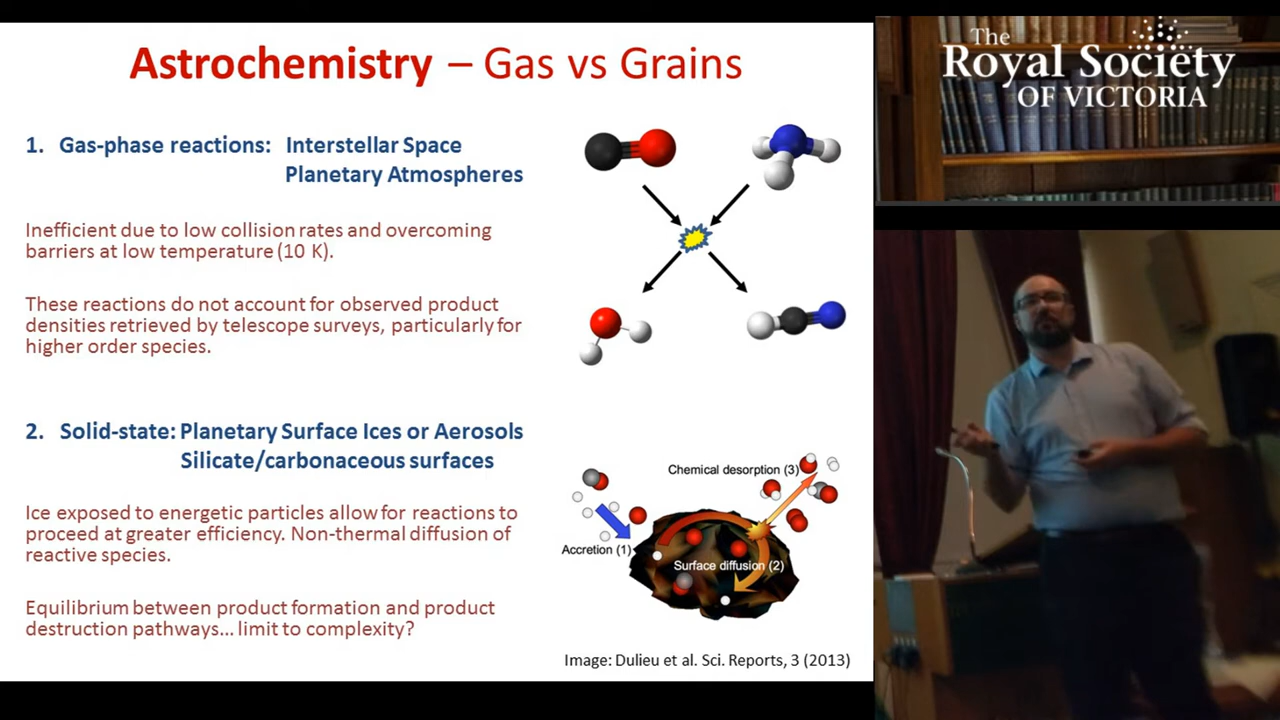 Astrochemistry – Gas vs Grains
1. Gas-phase reactions: Interstellar Space
Planetary Atmospheres
Inefficient due to low collision rates and overcoming
barriers at low temperature (10 K).
These reactions do not account for observed product
densities retrieved by telescope surveys, particularly for
higher order species.
2. Solid-state: Planetary Surface Ices or Aerosols
Silicate/carbonaceous surfaces
Ice exposed to energetic particles allow for reactions to
proceed at greater efficiency. Non-thermal diffusion of
reactive species.
Equilibrium between product formation and product
destruction pathways... limit to complexity?
Chemical desorption (3)
Accretion (1)
Surface diffusion (2)
Image: Dulieu et al. Sci. Reports, 3 (2013)
The
Royal Society
OF VICTORIA